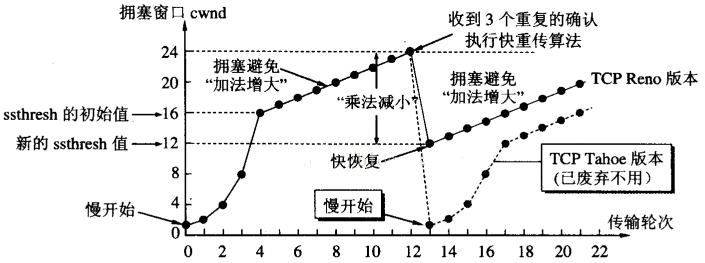 拥塞窗口 cwnd
收到 3 个重复的确认
执行快重传算法
24
20
16
12
8
4
0
拥塞避免
“加法增大”
“乘法减小”
拥塞避免
“加法增大”
TCP Reno 版本
ssthresh 的初始值
新的 ssthresh 值
快恢复
TCP Tahoe 版本
(已废弃不用)
慢开始
慢开始
传输轮次
0 2 4 6 8 10 12 14 16 18 20 22